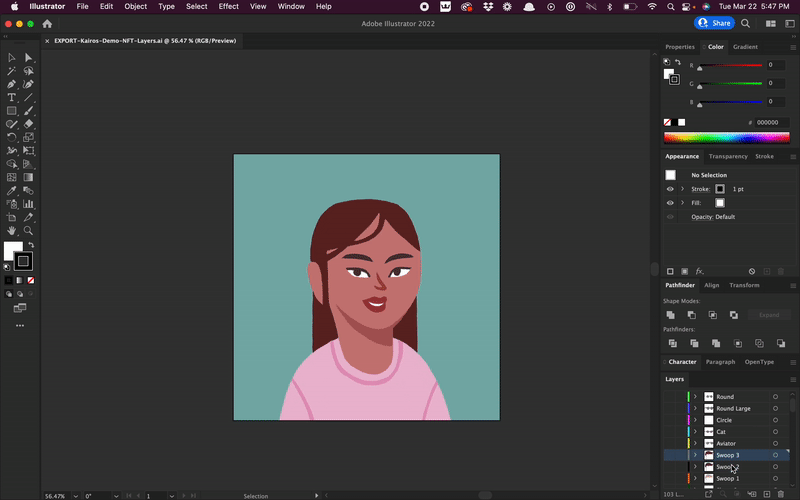 Illustrator File Edit Object Type Select Effect View Window Help Tue Mar 22 5:47 PM
Adobe Illustrator 2022 Share
× EXPORT-Kairos-Demo-NFT-Layers.ai @ 56.47 % (RGB/Preview)
Properties Color Gradient
R 0
G 0
B 0
# 000000
Appearance Transparency Stroke
No Selection
Stroke: 1 pt
Fill:
Opacity: Default
Pathfinder Align Transform
Shape Modes:
Expand
Pathfinders:
Character Paragraph OpenType
Layers
Round
Round Large
Circle
Cat
Aviator
Swoop 3
Swoop 2
Swoop 1
103 L...
56.47% 0° 1 Selection